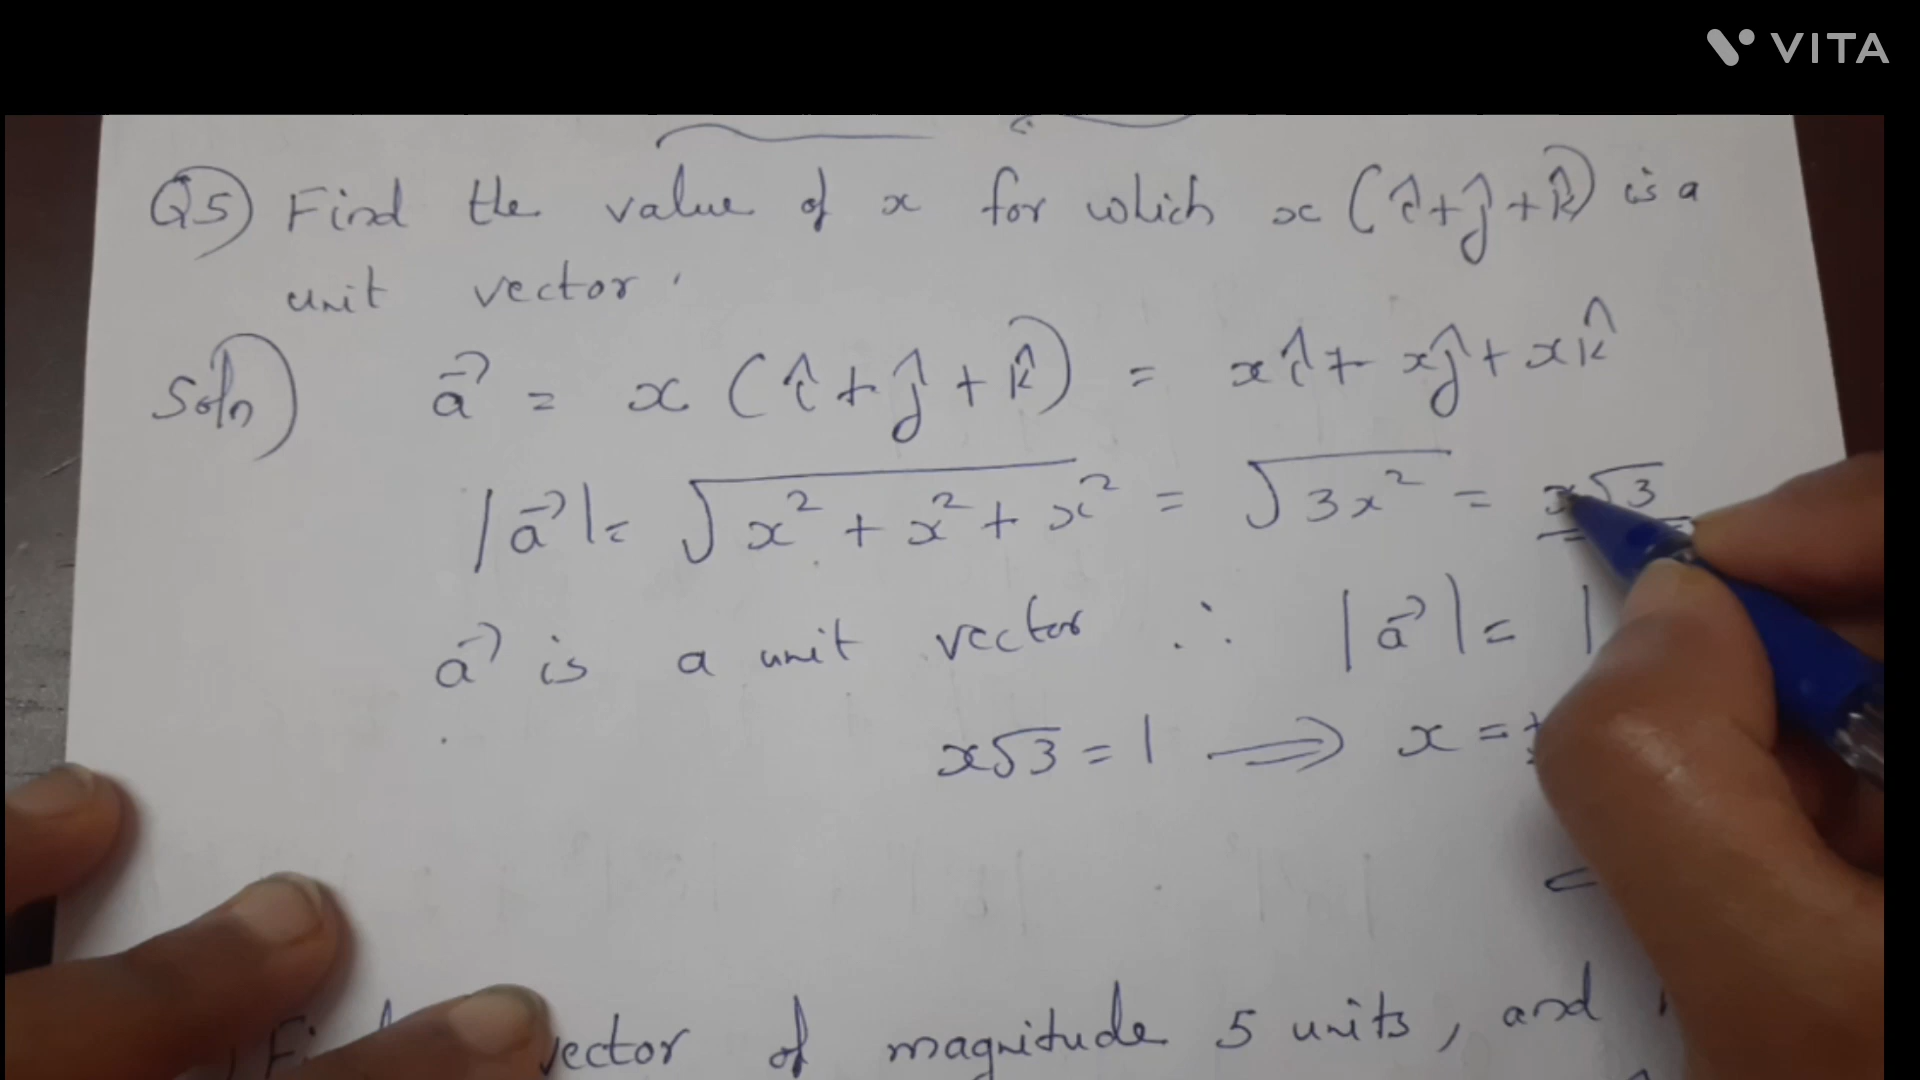 VITA
Q5) Find the value of x for which x (î+ĵ+k̂) is a
unit vector.
Soln) a⃗ = x (î+ĵ+k̂) = xî+ xĵ+xk̂
|a⃗|= √x²+x²+x² = √3x² = x√3
a⃗ is a unit vector ∴ |a⃗|= 1
x√3 = 1 ⟹ x = ±
=
vector of magnitude 5 units, and